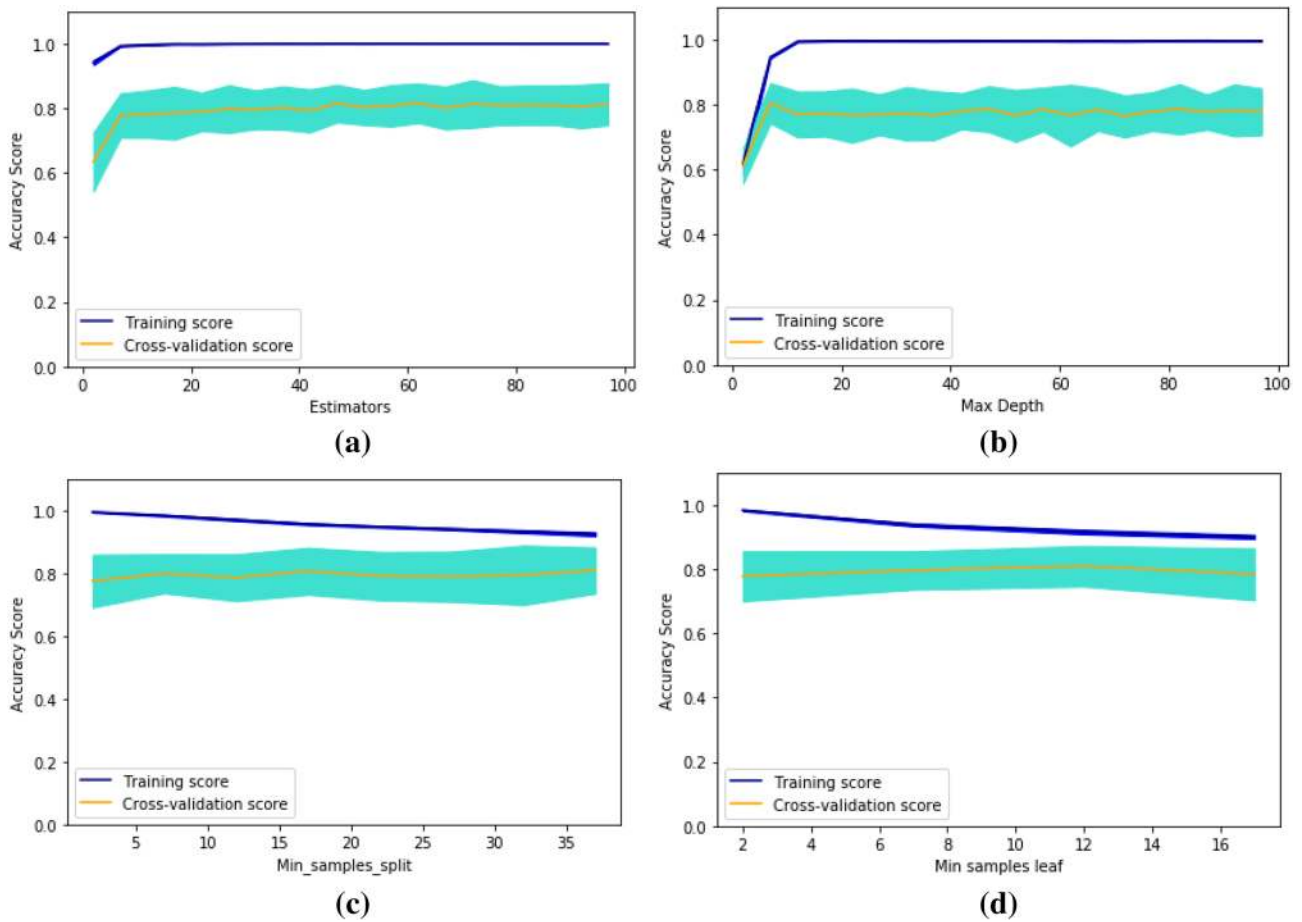 1.0
0.8
0.6
0.4
0.2
0.0
Accuracy Score
Training score
Cross-validation score
0 20 40 60 80 100
Estimators
(a)
1.0
0.8
0.6
0.4
0.2
0.0
Accuracy Score
Training score
Cross-validation score
0 20 40 60 80 100
Max Depth
(b)
1.0
0.8
0.6
0.4
0.2
0.0
Accuracy Score
Training score
Cross-validation score
5 10 15 20 25 30 35
Min_samples_split
(c)
1.0
0.8
0.6
0.4
0.2
0.0
Accuracy Score
Training score
Cross-validation score
2 4 6 8 10 12 14 16
Min samples leaf
(d)